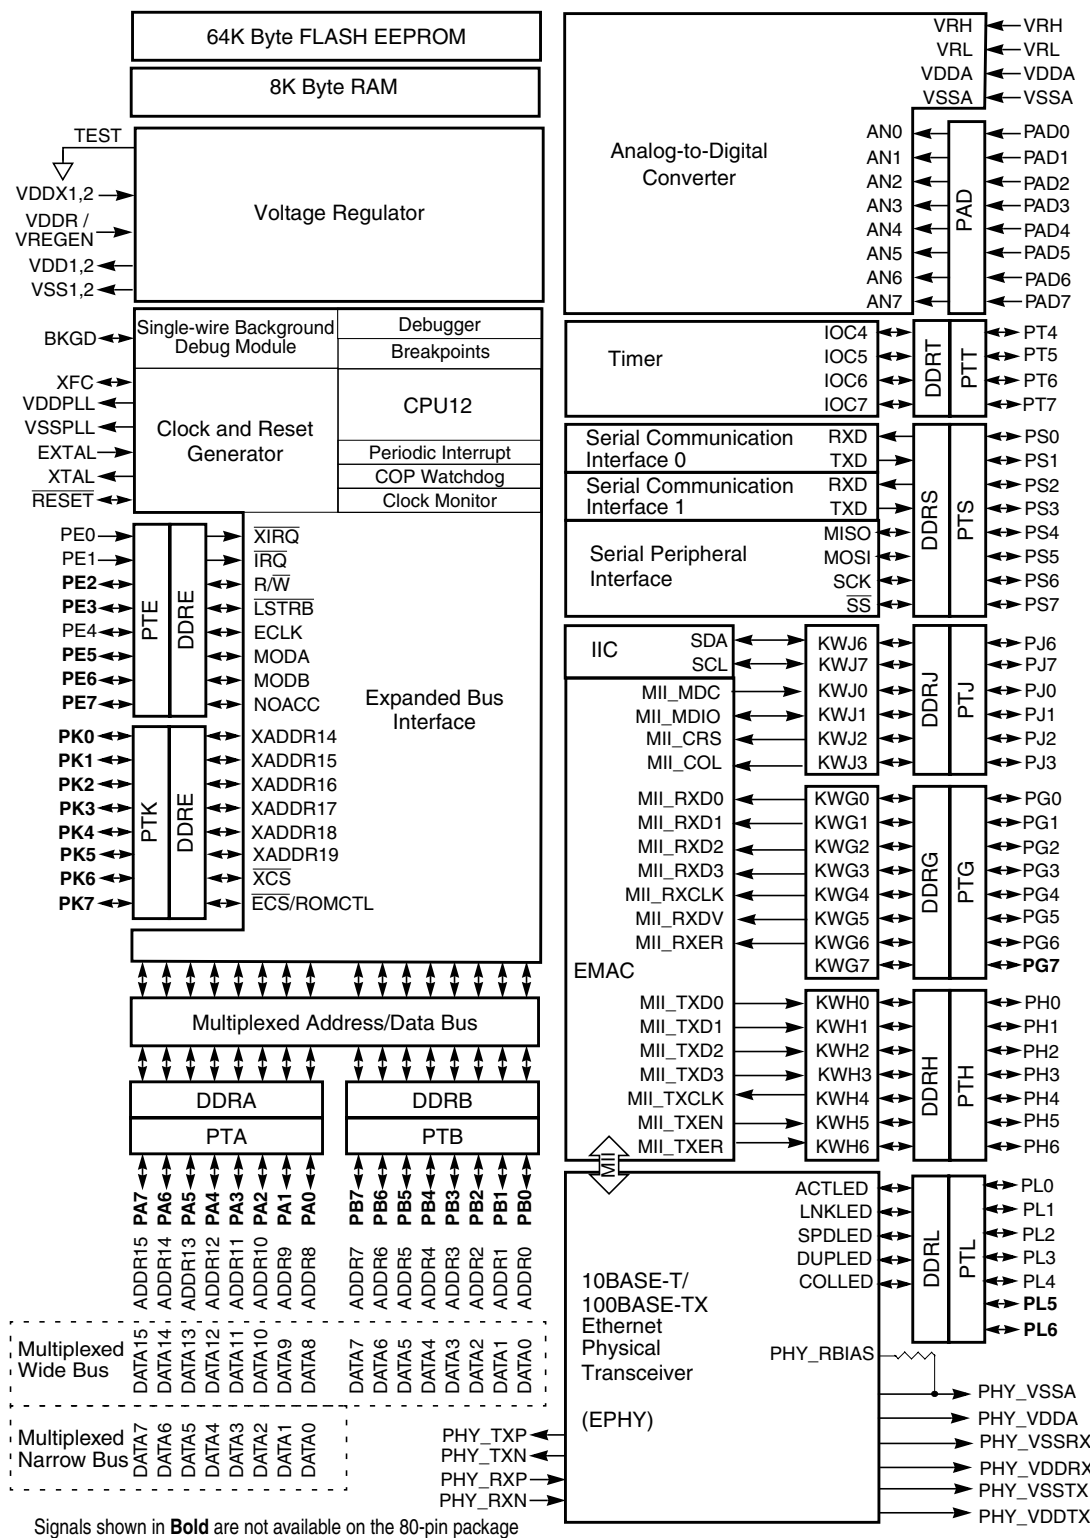 64K Byte FLASH EEPROM
8K Byte RAM
TEST
VDDX1,2
VDDR /
VREGEN
VDD1,2
VSS1,2
Voltage Regulator
BKGD
Single-wire Background
Debug Module
Debugger
Breakpoints
XFC
VDDPLL
VSSPLL
EXTAL
XTAL
RESET
Clock and Reset
Generator
CPU12
Periodic Interrupt
COP Watchdog
Clock Monitor
PE0
PE1
PE2
PE3
PE4
PE5
PE6
PE7
PTE
DDRE
XIRQ
IRQ
R/W
LSTRB
ECLK
MODA
MODB
NOACC
Expanded Bus
Interface
PK0
PK1
PK2
PK3
PK4
PK5
PK6
PK7
PTK
DDRE
XADDR14
XADDR15
XADDR16
XADDR17
XADDR18
XADDR19
XCS
ECS/ROMCTL
Multiplexed Address/Data Bus
DDRA
PTA
DDRB
PTB
PA7 PA6 PA5 PA4 PA3 PA2 PA1 PA0 PB7 PB6 PB5 PB4 PB3 PB2 PB1 PB0
ADDR15 ADDR14 ADDR13 ADDR12 ADDR11 ADDR10 ADDR9 ADDR8 ADDR7 ADDR6 ADDR5 ADDR4 ADDR3 ADDR2 ADDR1 ADDR0
Multiplexed
Wide Bus
DATA15 DATA14 DATA13 DATA12 DATA11 DATA10 DATA9 DATA8 DATA7 DATA6 DATA5 DATA4 DATA3 DATA2 DATA1 DATA0
Multiplexed
Narrow Bus
DATA7 DATA6 DATA5 DATA4 DATA3 DATA2 DATA1 DATA0
Signals shown in Bold are not available on the 80-pin package
Analog-to-Digital
Converter
VRH VRH
VRL VRL
VDDA VDDA
VSSA VSSA
AN0 PAD0
AN1 PAD1
AN2 PAD2
AN3 PAD3
AN4 PAD4
AN5 PAD5
AN6 PAD6
AN7 PAD7
PAD
Timer
IOC4 PT4
IOC5 PT5
IOC6 PT6
IOC7 PT7
DDRT
PTT
Serial Communication
Interface 0
RXD PS0
TXD PS1
Serial Communication
Interface 1
RXD PS2
TXD PS3
Serial Peripheral
Interface
MISO PS4
MOSI PS5
SCK PS6
SS PS7
DDRS
PTS
IIC
SDA KWJ6 PJ6
SCL KWJ7 PJ7
MII_MDC KWJ0 PJ0
MII_MDIO KWJ1 PJ1
MII_CRS KWJ2 PJ2
MII_COL KWJ3 PJ3
DDRJ
PTJ
MII_RXD0 KWG0 PG0
MII_RXD1 KWG1 PG1
MII_RXD2 KWG2 PG2
MII_RXD3 KWG3 PG3
MII_RXCLK KWG4 PG4
MII_RXDV KWG5 PG5
MII_RXER KWG6 PG6
KWG7 PG7
DDRG
PTG
EMAC
MII_TXD0 KWH0 PH0
MII_TXD1 KWH1 PH1
MII_TXD2 KWH2 PH2
MII_TXD3 KWH3 PH3
MII_TXCLK KWH4 PH4
MII_TXEN KWH5 PH5
MII_TXER KWH6 PH6
DDRH
PTH
MII
10BASE-T/
100BASE-TX
Ethernet
Physical
Transceiver
(EPHY)
ACTLED PL0
LNKLED PL1
SPDLED PL2
DUPLED PL3
COLLED PL4
PL5
PL6
DDRL
PTL
PHY_RBIAS
PHY_VSSA
PHY_VDDA
PHY_VSSRX
PHY_VDDRX
PHY_VSSTX
PHY_VDDTX
PHY_TXP
PHY_TXN
PHY_RXP
PHY_RXN